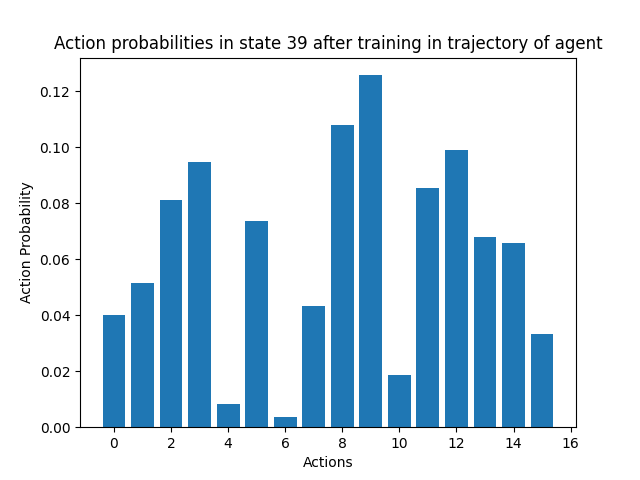 Action probabilities in state 39 after training in trajectory of agent
0.12
0.10
0.08
0.06
0.04
0.02
0.00
Action Probability
0 2 4 6 8 10 12 14 16
Actions